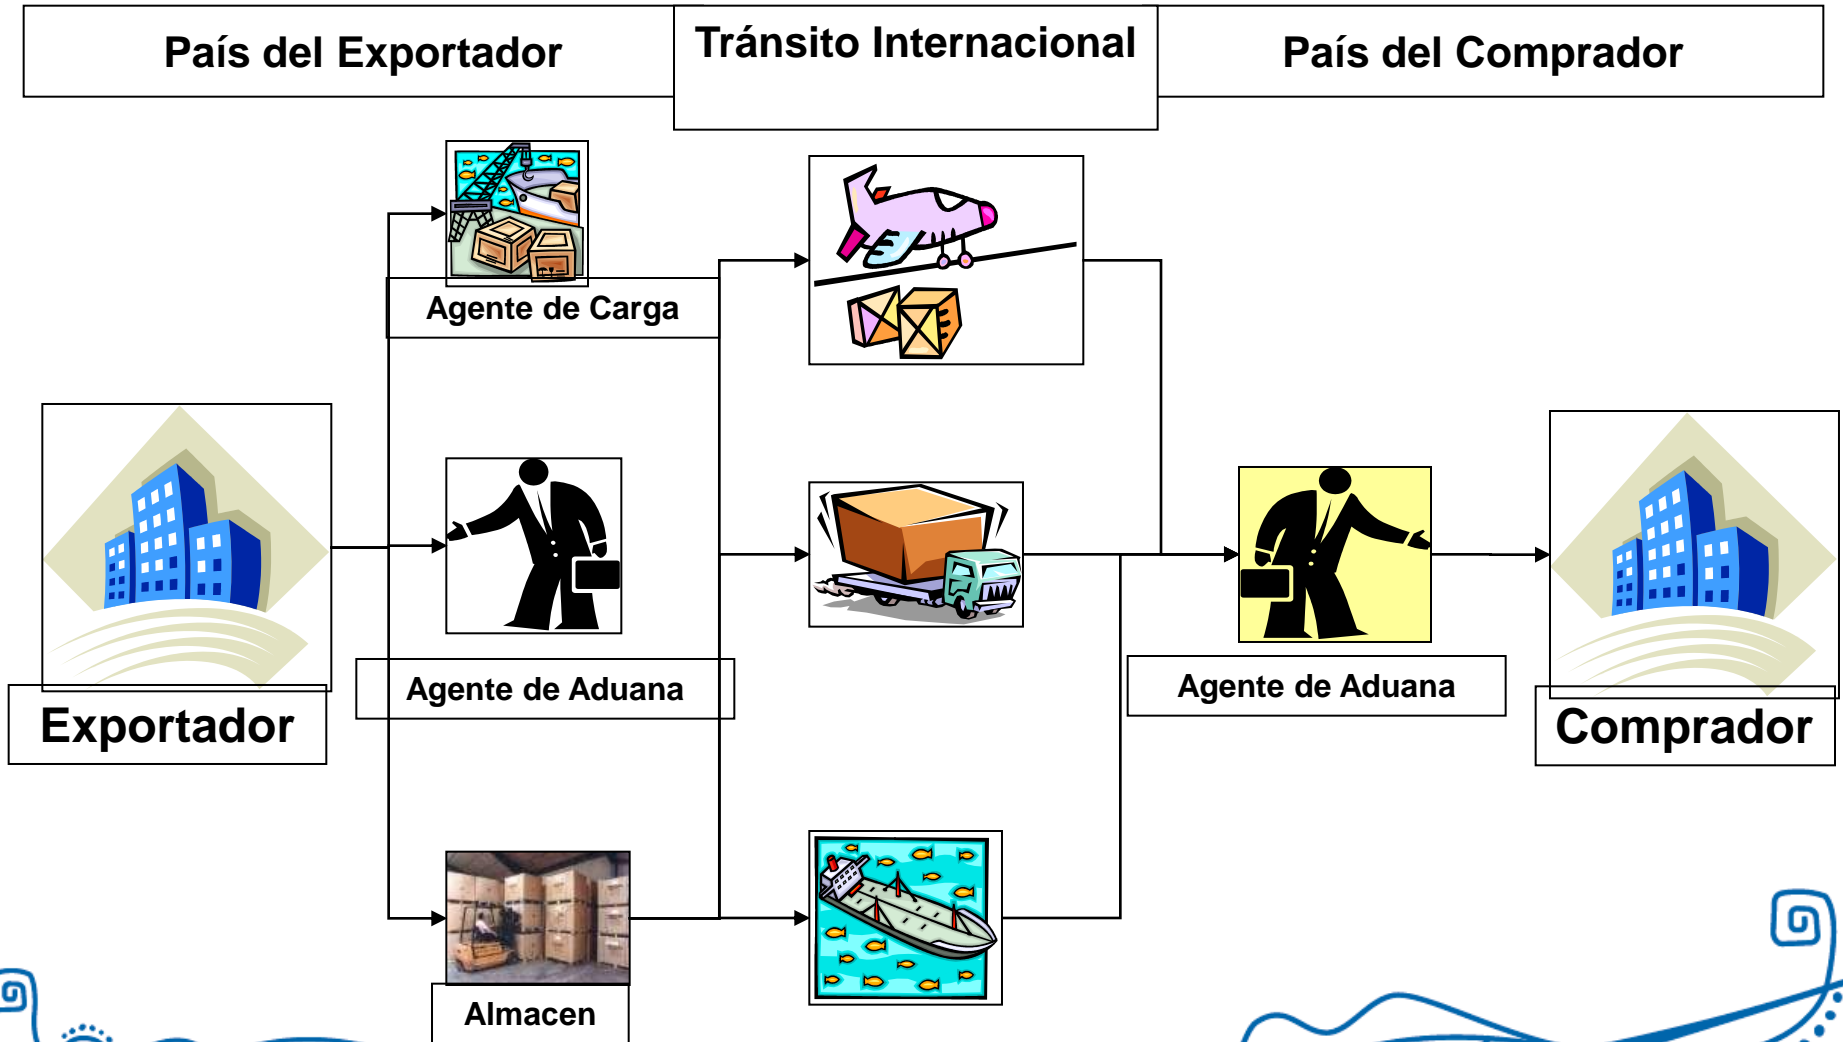 País del Exportador
Tránsito Internacional
País del Comprador
Agente de Carga
Agente de Aduana
Agente de Aduana
Exportador
Comprador
Almacen